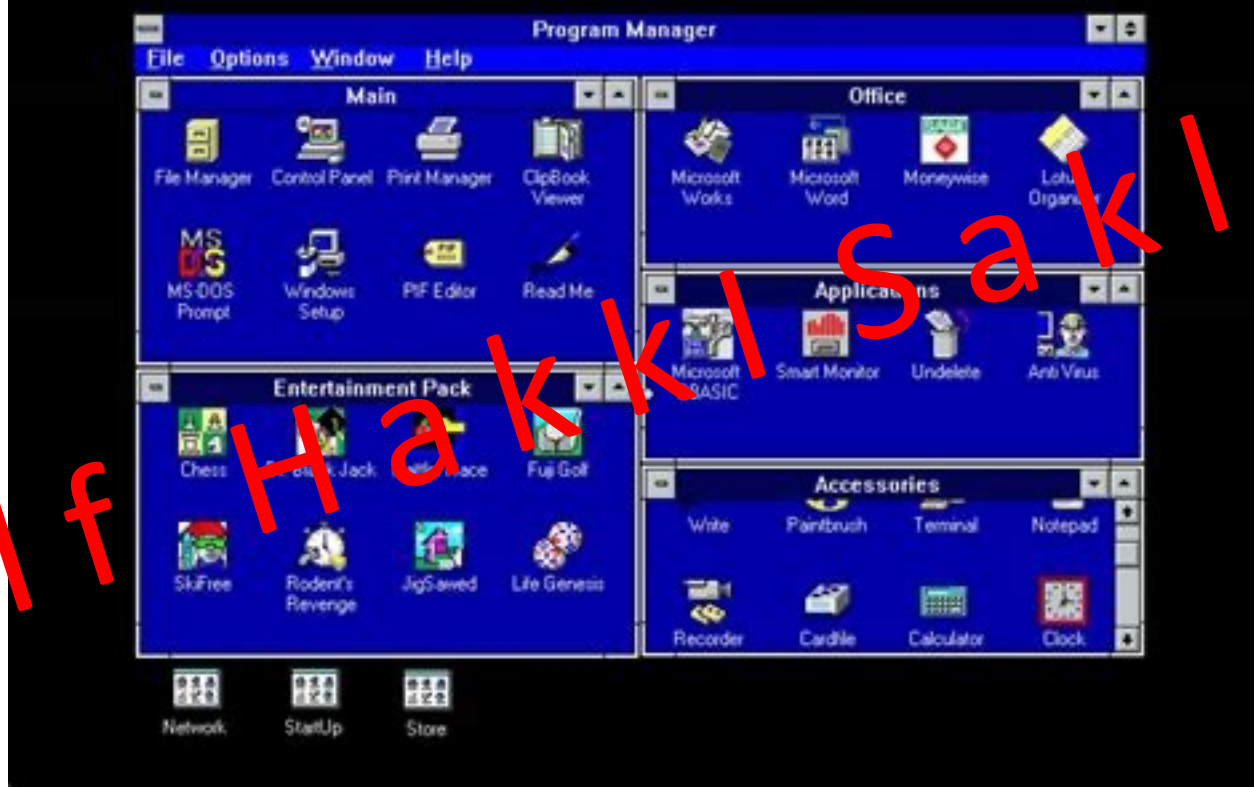 Program Manager
File Options Window Help
Main
File Manager Control Panel Print Manager ClipBook Viewer
MS-DOS Prompt Windows Setup PIF Editor Read Me
Office
Microsoft Works Microsoft Word Moneywise Lotus Organizer
Applications
Microsoft QBASIC Smart Monitor Undelete Anti Virus
Entertainment Pack
Chess Jack Fuji Golf
SkiFree Rodent's Revenge JigSawed Life Genesis
Accessories
Write Paintbrush Terminal Notepad
Recorder Cardfile Calculator Clock
Network StartUp Store
l f H a k k l S a k l